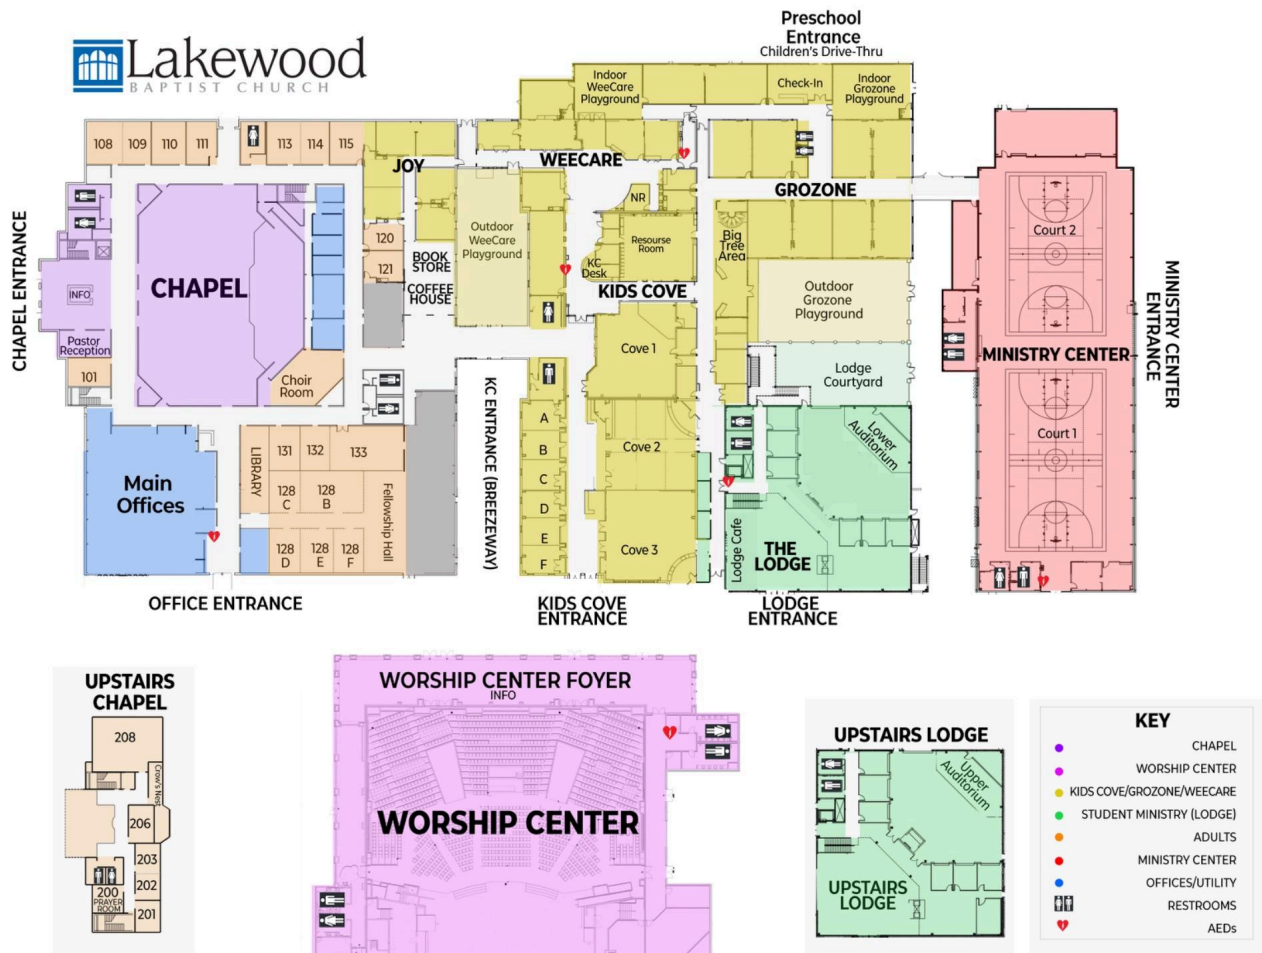 Lakewood
BAPTIST CHURCH
Preschool
Entrance
Children's Drive-Thru
Indoor
WeeCare
Playground
Check-In
Indoor
Grozone
Playground
108
109
110
111
113
114
115
JOY
WEECARE
GROZONE
NR
Outdoor
WeeCare
Playground
Resourse
Room
KC
Desk
Big
Tree
Area
Court 2
CHAPEL ENTRANCE
INFO
CHAPEL
120
121
BOOK
STORE
COFFEE
HOUSE
KIDS COVE
Outdoor
Grozone
Playground
Pastor
Reception
101
Choir
Room
Cove 1
Lodge
Courtyard
MINISTRY CENTER
MINISTRY CENTER
ENTRANCE
KC ENTRANCE (BREEZEWAY)
A
B
C
D
E
F
Cove 2
Cove 3
Lower
Auditorium
Court 1
Main
Offices
LIBRARY
131
132
133
128
C
128
B
128
D
128
E
128
F
Fellowship Hall
Lodge Cafe
THE
LODGE
OFFICE ENTRANCE
KIDS COVE
ENTRANCE
LODGE
ENTRANCE
UPSTAIRS
CHAPEL
208
Crow's Nest
206
203
202
200
PRAYER
ROOM
201
WORSHIP CENTER FOYER
INFO
WORSHIP CENTER
UPSTAIRS LODGE
Upper
Auditorium
UPSTAIRS
LODGE
KEY
CHAPEL
WORSHIP CENTER
KIDS COVE/GROZONE/WEECARE
STUDENT MINISTRY (LODGE)
ADULTS
MINISTRY CENTER
OFFICES/UTILITY
RESTROOMS
AEDs